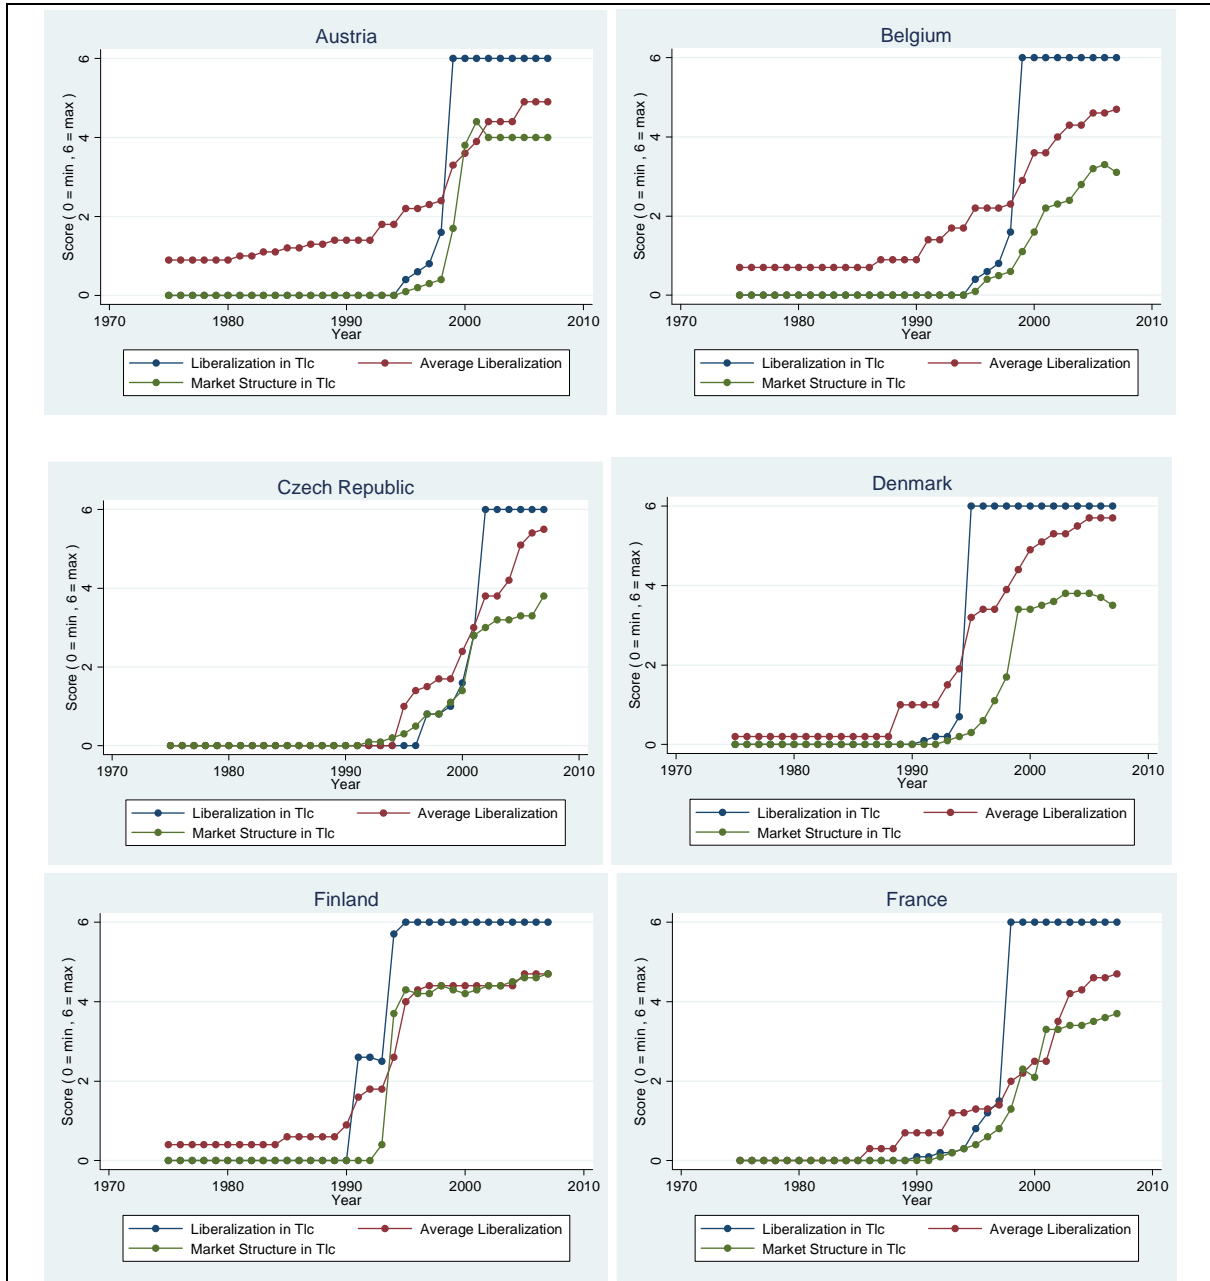 Austria
Score ( 0 = min , 6 = max )
6
4
2
0
1970 1980 1990 2000 2010
Year
Liberalization in Tlc Average Liberalization
Market Structure in Tlc
Belgium
Score ( 0 = min , 6 = max )
6
4
2
0
1970 1980 1990 2000 2010
Year
Liberalization in Tlc Average Liberalization
Market Structure in Tlc
Czech Republic
Score ( 0 = min , 6 = max )
6
4
2
0
1970 1980 1990 2000 2010
Year
Liberalization in Tlc Average Liberalization
Market Structure in Tlc
Denmark
Score ( 0 = min , 6 = max )
6
4
2
0
1970 1980 1990 2000 2010
Year
Liberalization in Tlc Average Liberalization
Market Structure in Tlc
Finland
Score ( 0 = min , 6 = max )
6
4
2
0
1970 1980 1990 2000 2010
Year
Liberalization in Tlc Average Liberalization
Market Structure in Tlc
France
Score ( 0 = min , 6 = max )
6
4
2
0
1970 1980 1990 2000 2010
Year
Liberalization in Tlc Average Liberalization
Market Structure in Tlc